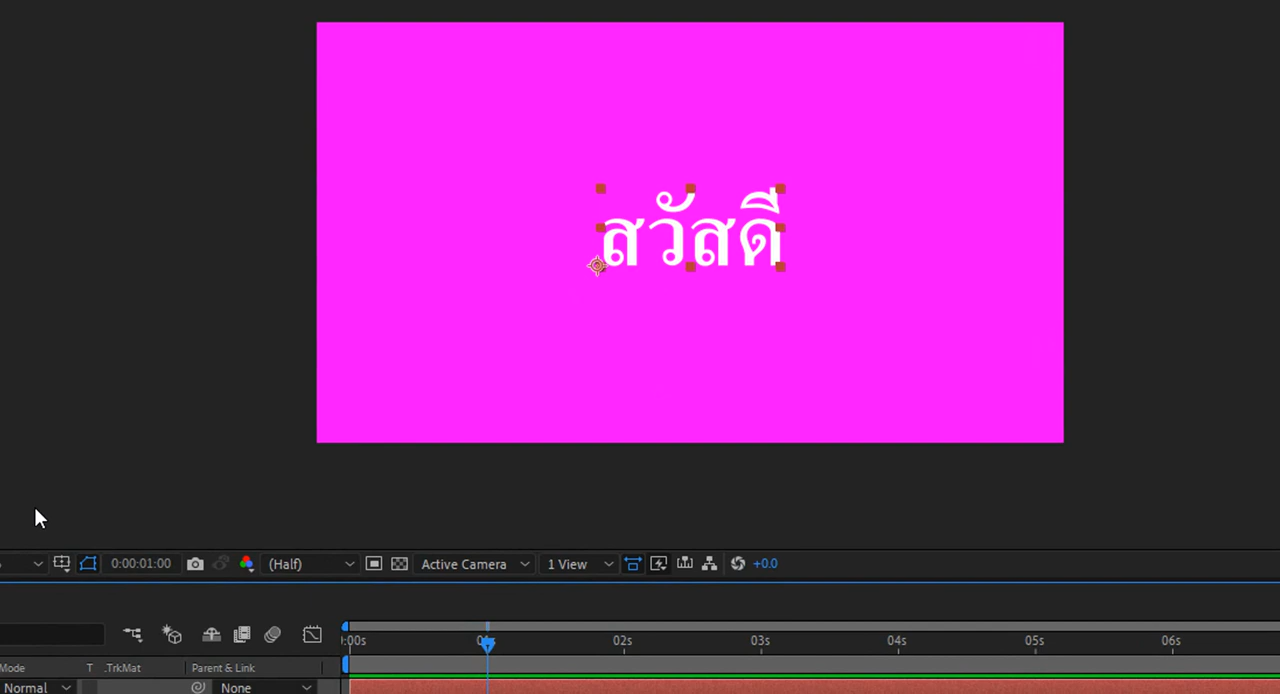 สวัสดี
0:00:01:00
(Half)
Active Camera
1 View
+0.0
02s
03s
04s
05s
06s
Mode
T
.TrkMat
Parent & Link
Normal
None